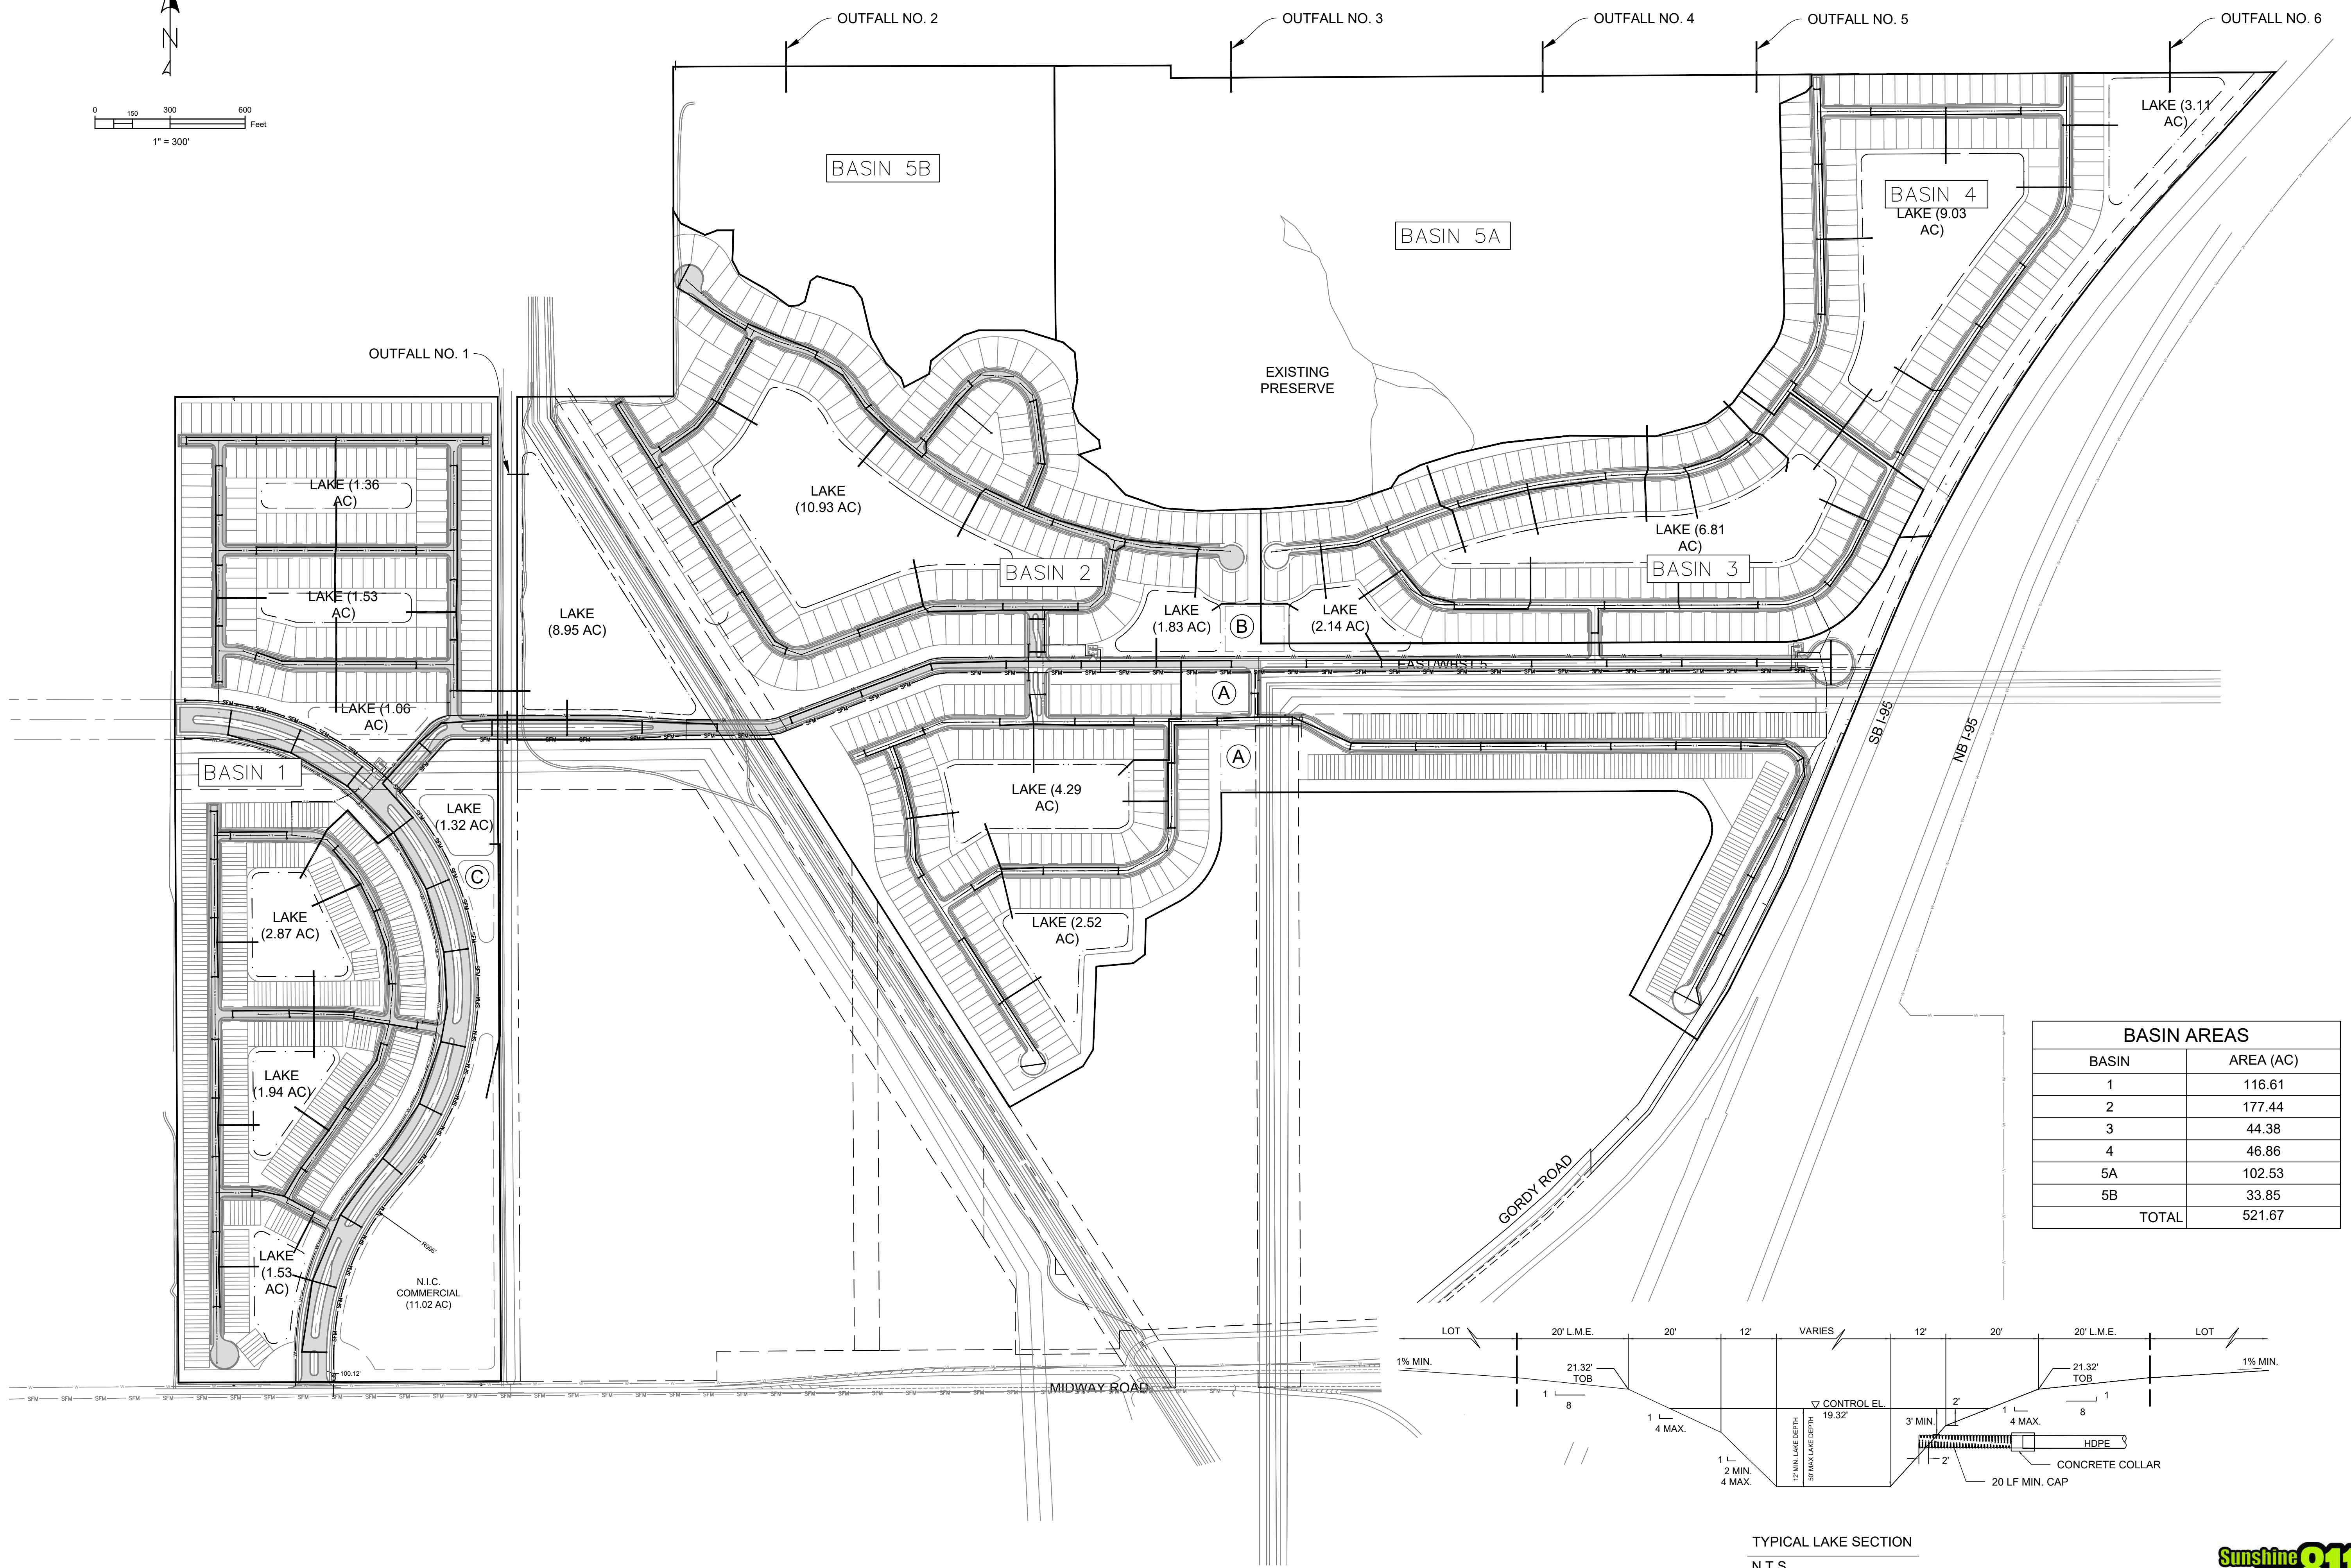 OUTFALL NO. 2
OUTFALL NO. 3
OUTFALL NO. 4
OUTFALL NO. 5
OUTFALL NO. 6
N
0
150
300
600
Feet
1" = 300'
LAKE (3.11
AC)
BASIN 5B
BASIN 5A
BASIN 4
LAKE (9.03
AC)
OUTFALL NO. 1
EXISTING
PRESERVE
LAKE (1.36
AC)
LAKE
(10.93 AC)
LAKE (6.81
AC)
BASIN 3
BASIN 2
LAKE (1.53
AC)
LAKE
(8.95 AC)
LAKE
(1.83 AC)
B
LAKE
(2.14 AC)
EAST/WEST 5
A
LAKE (1.06
AC)
SB I-95
NB I-95
BASIN 1
A
LAKE (4.29
AC)
LAKE
(1.32 AC)
C
LAKE
(2.87 AC)
LAKE (2.52
AC)
LAKE
(1.94 AC)
LAKE
(1.53
AC)
R996'
N.I.C.
COMMERCIAL
(11.02 AC)
100.12'
GORDY ROAD
MIDWAY ROAD
BASIN AREAS
BASIN AREA (AC)
1 116.61
2 177.44
3 44.38
4 46.86
5A 102.53
5B 33.85
TOTAL 521.67
LOT 20' L.M.E. 20' 12' VARIES 12' 20' 20' L.M.E. LOT
1% MIN.
21.32'
TOB
21.32'
TOB
1% MIN.
1
8
1
8
CONTROL EL.
19.32'
2'
1
4 MAX.
3' MIN.
1
4 MAX.
12' MIN. LAKE DEPTH
50' MAX LAKE DEPTH
HDPE
1
2 MIN.
4 MAX.
2'
CONCRETE COLLAR
20 LF MIN. CAP
TYPICAL LAKE SECTION
N.T.S.
Sunshine 811